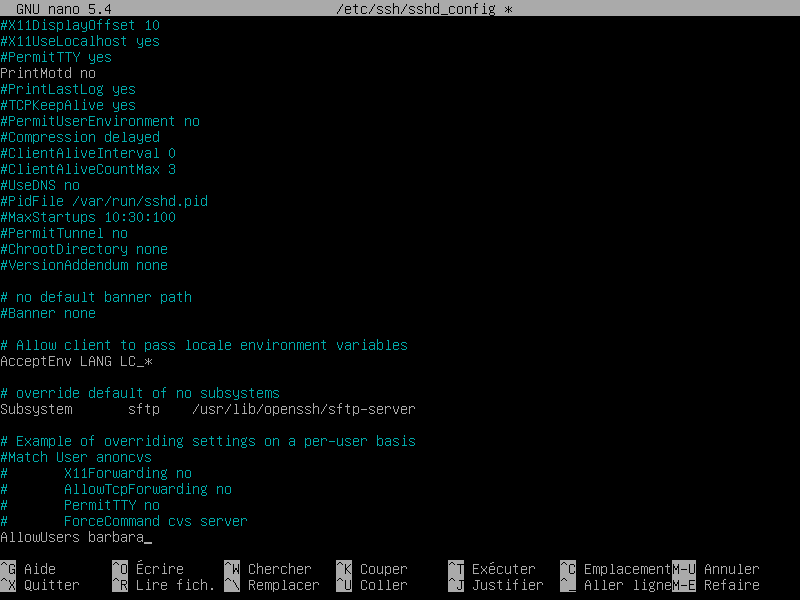 GNU nano 5.4 /etc/ssh/sshd_config *
#X11DisplayOffset 10
#X11UseLocalhost yes
#PermitTTY yes
PrintMotd no
#PrintLastLog yes
#TCPKeepAlive yes
#PermitUserEnvironment no
#Compression delayed
#ClientAliveInterval 0
#ClientAliveCountMax 3
#UseDNS no
#PidFile /var/run/sshd.pid
#MaxStartups 10:30:100
#PermitTunnel no
#ChrootDirectory none
#VersionAddendum none

# no default banner path
#Banner none

# Allow client to pass locale environment variables
AcceptEnv LANG LC_*

# override default of no subsystems
Subsystem       sftp    /usr/lib/openssh/sftp-server

# Example of overriding settings on a per-user basis
#Match User anoncvs
#       X11Forwarding no
#       AllowTcpForwarding no
#       PermitTTY no
#       ForceCommand cvs server
AllowUsers barbara_

^G Aide ^O Écrire ^W Chercher ^K Couper ^T Exécuter ^C Emplacement M-U Annuler
^X Quitter ^R Lire fich. ^\ Remplacer ^U Coller ^J Justifier ^_ Aller ligne M-E Refaire